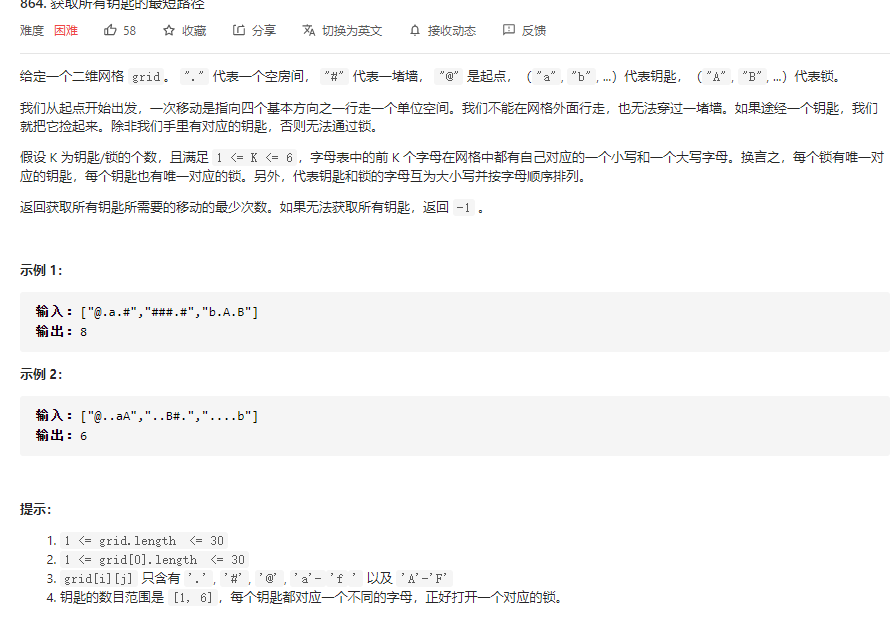 864. 获取所有钥匙的最短路径
难度 困难 58 收藏 分享 切换为英文 接收动态 反馈
给定一个二维网格 grid 。 "." 代表一个空房间， "#" 代表一堵墙， "@" 是起点，（ "a" , "b" , ...）代表钥匙，（ "A" , "B" , ...）代表锁。
我们从起点开始出发，一次移动是指向四个基本方向之一行走一个单位空间。我们不能在网格外面行走，也无法穿过一堵墙。如果途经一个钥匙，我们
就把它捡起来。除非我们手里有对应的钥匙，否则无法通过锁。
假设 K 为钥匙/锁的个数，且满足 1 <= K <= 6 ，字母表中的前 K 个字母在网格中都有自己对应的一个小写和一个大写字母。换言之，每个锁有唯一对
应的钥匙，每个钥匙也有唯一对应的锁。另外，代表钥匙和锁的字母互为大小写并按字母顺序排列。
返回获取所有钥匙所需要的移动的最少次数。如果无法获取所有钥匙，返回 -1 。
示例 1：
输入：["@.a.#","###.#","b.A.B"]
输出：8
示例 2：
输入：["@..aA","..B#.","....b"]
输出：6
提示：
1. 1 <= grid.length <= 30
2. 1 <= grid[0].length <= 30
3. grid[i][j] 只含有 '.' , '#' , '@' , 'a'- 'f ' 以及 'A'-'F'
4. 钥匙的数目范围是 [1, 6] ，每个钥匙都对应一个不同的字母，正好打开一个对应的锁。